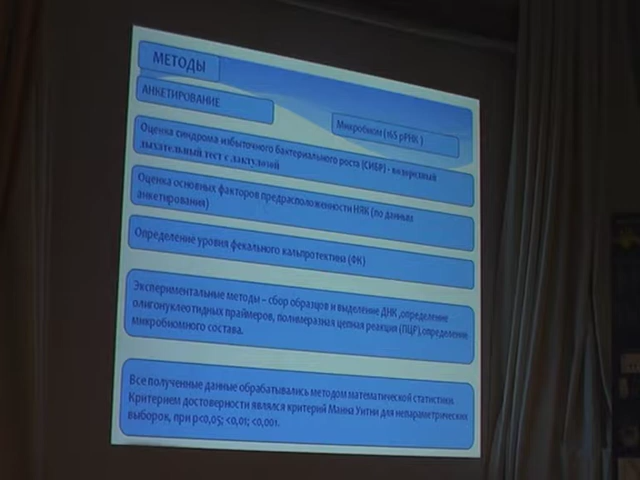 МЕТОДЫ
АНКЕТИРОВАНИЕ
Микробиом (16S рРНК )
Оценка синдрома избыточного бактериального роста (СИБР) - водородный
дыхательный тест с лактулозой
Оценка основных факторов предрасположенности НЯК (по данным
анкетирования)
Определение уровня фекального кальпротектина (ФК)
Экспериментальные методы – сбор образцов и выделение ДНК ,определение
олигонуклеотидных праймеров, полимеразная цепная реакция (ПЦР),определение
микробиомного состава.
Все полученные данные обрабатывались методом математической статистики.
Критерием достоверности являлся критерий Манна Уитни для непараметрических
выборок, при p<0,05; <0,01; <0,001.